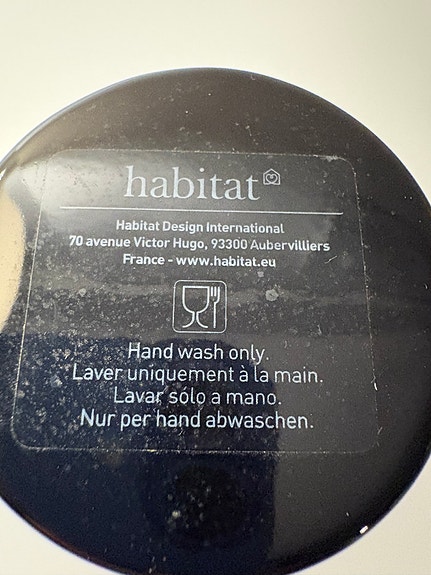 habitat
Habitat Design International
70 avenue Victor Hugo, 93300 Aubervilliers
France - www.habitat.eu
Hand wash only.
Laver uniquement à la main.
Lavar sólo a mano.
Nur per hand abwaschen.